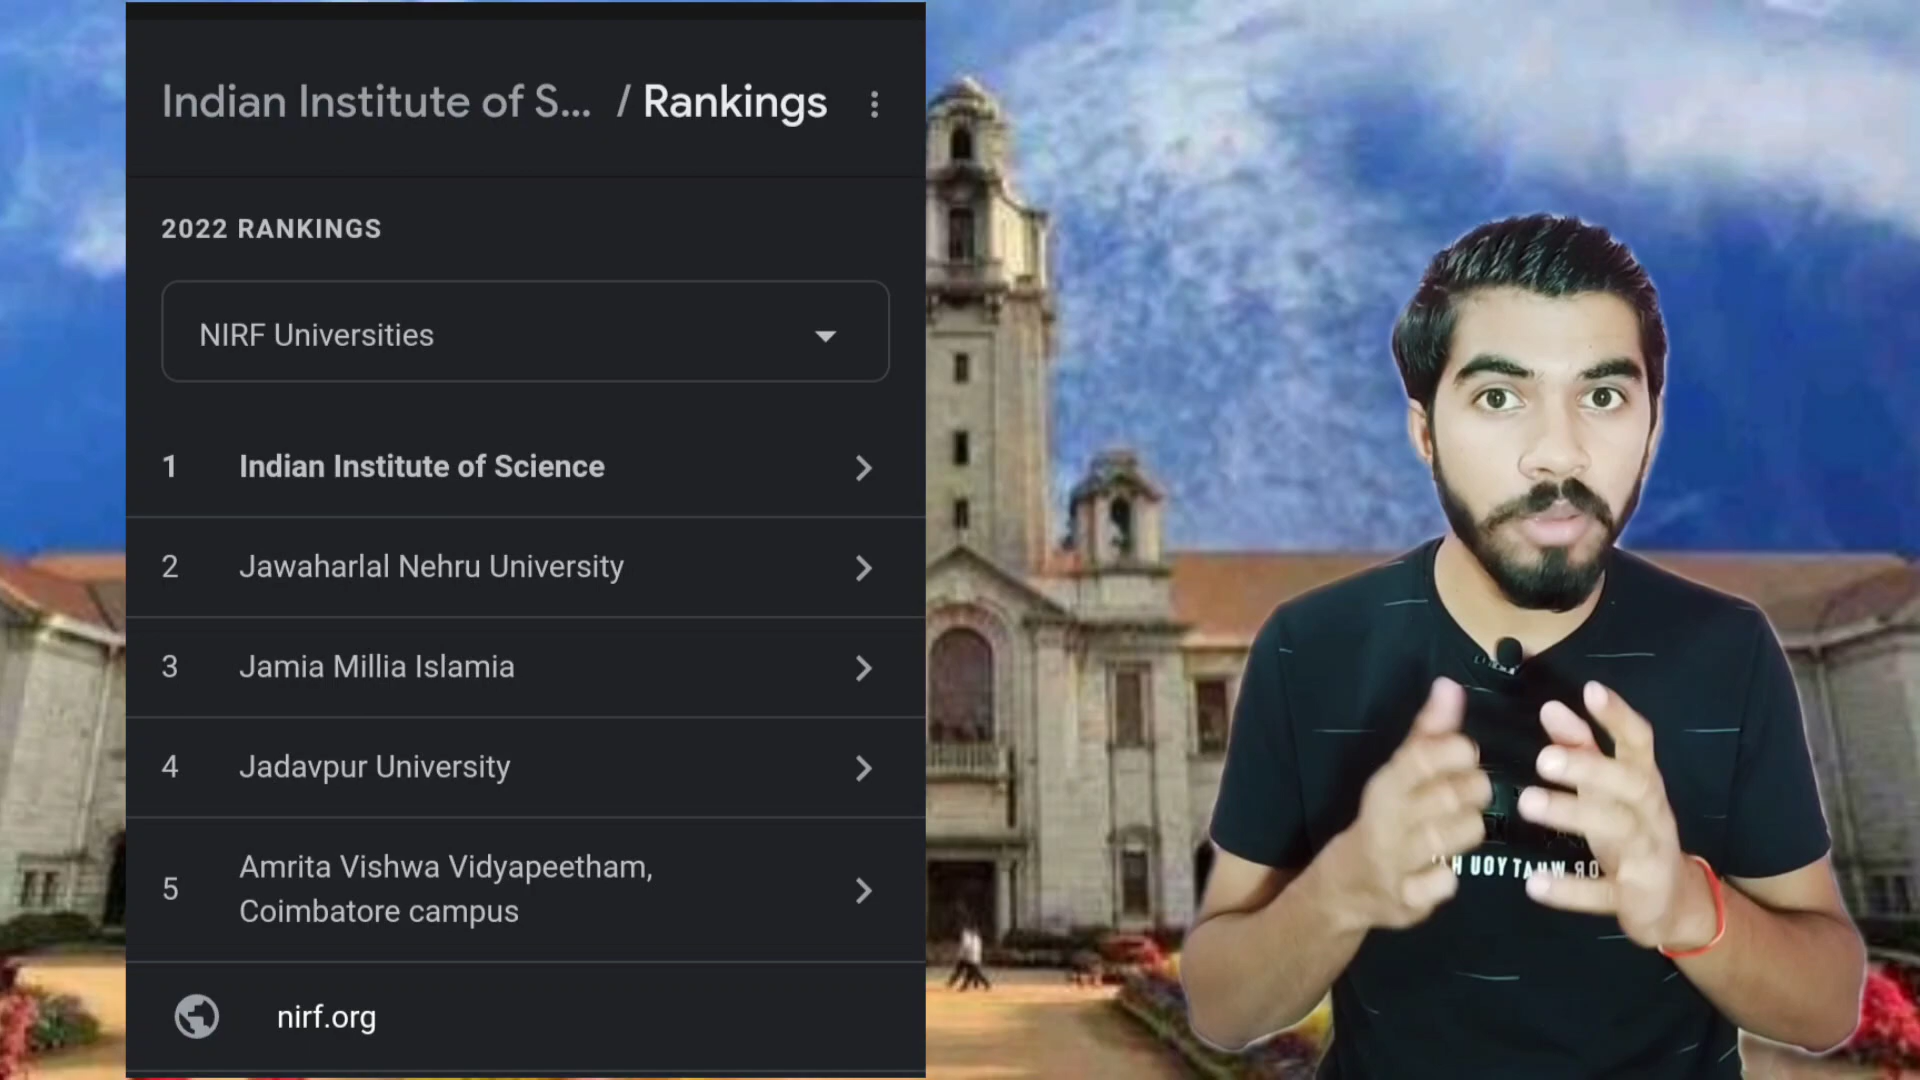 Indian Institute of S... / Rankings
2022 RANKINGS
NIRF Universities
1 Indian Institute of Science
2 Jawaharlal Nehru University
3 Jamia Millia Islamia
4 Jadavpur University
5 Amrita Vishwa Vidyapeetham,
Coimbatore campus
nirf.org